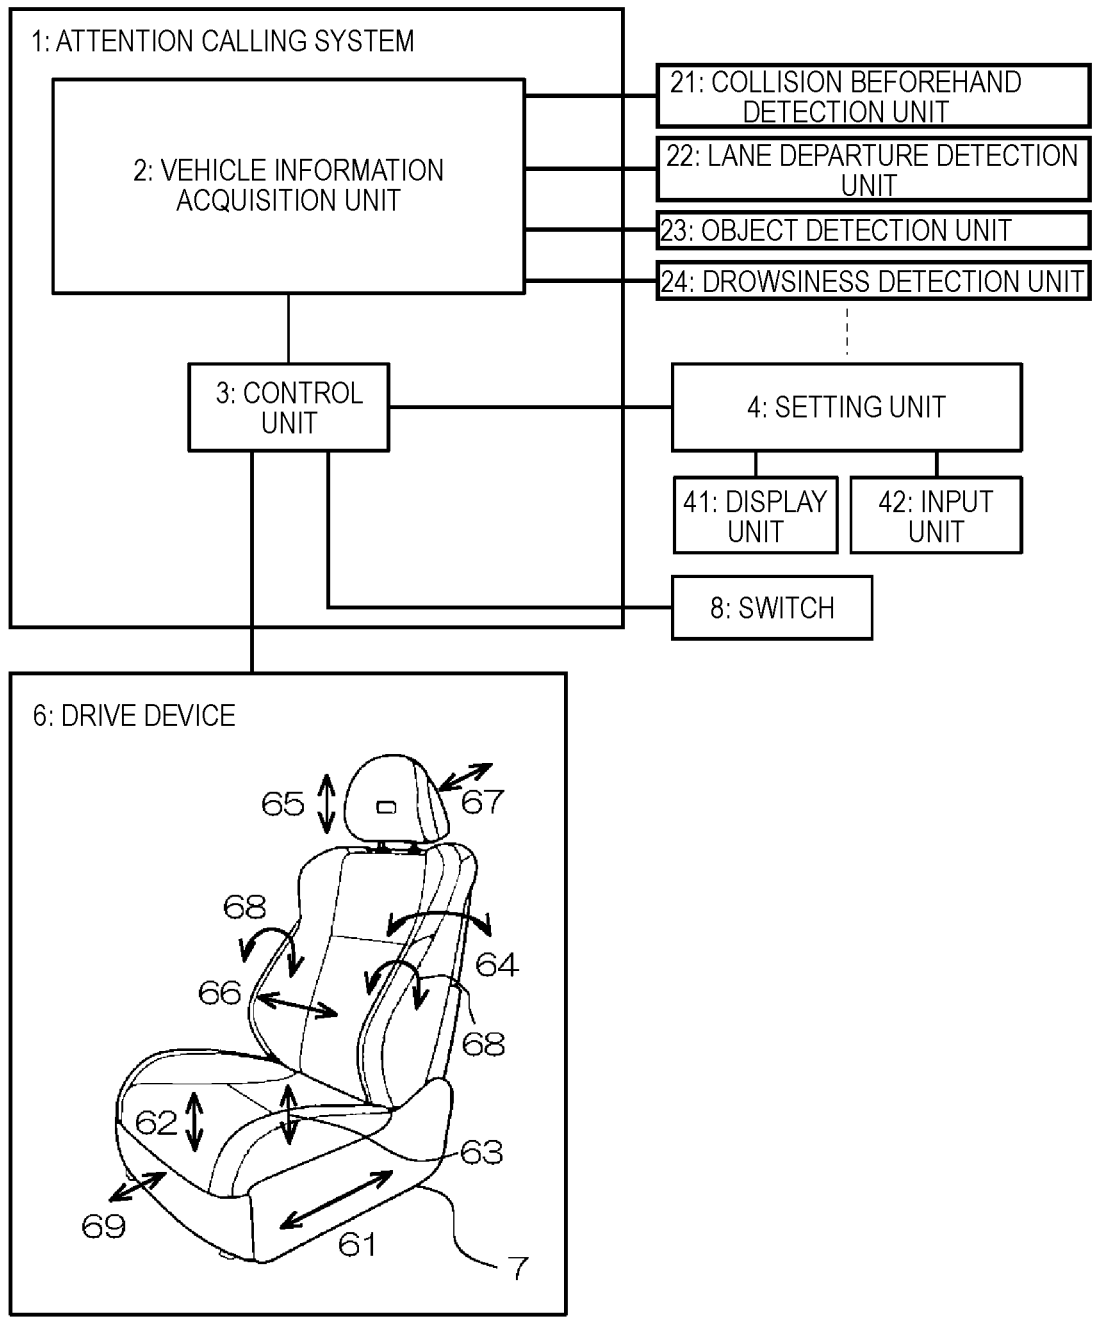 1: ATTENTION CALLING SYSTEM
2: VEHICLE INFORMATION
ACQUISITION UNIT
21: COLLISION BEFOREHAND
DETECTION UNIT
22: LANE DEPARTURE DETECTION
UNIT
23: OBJECT DETECTION UNIT
24: DROWSINESS DETECTION UNIT
3: CONTROL
UNIT
4: SETTING UNIT
41: DISPLAY
UNIT
42: INPUT
UNIT
8: SWITCH
6: DRIVE DEVICE
65
67
68
64
66
68
62
63
69
61
7